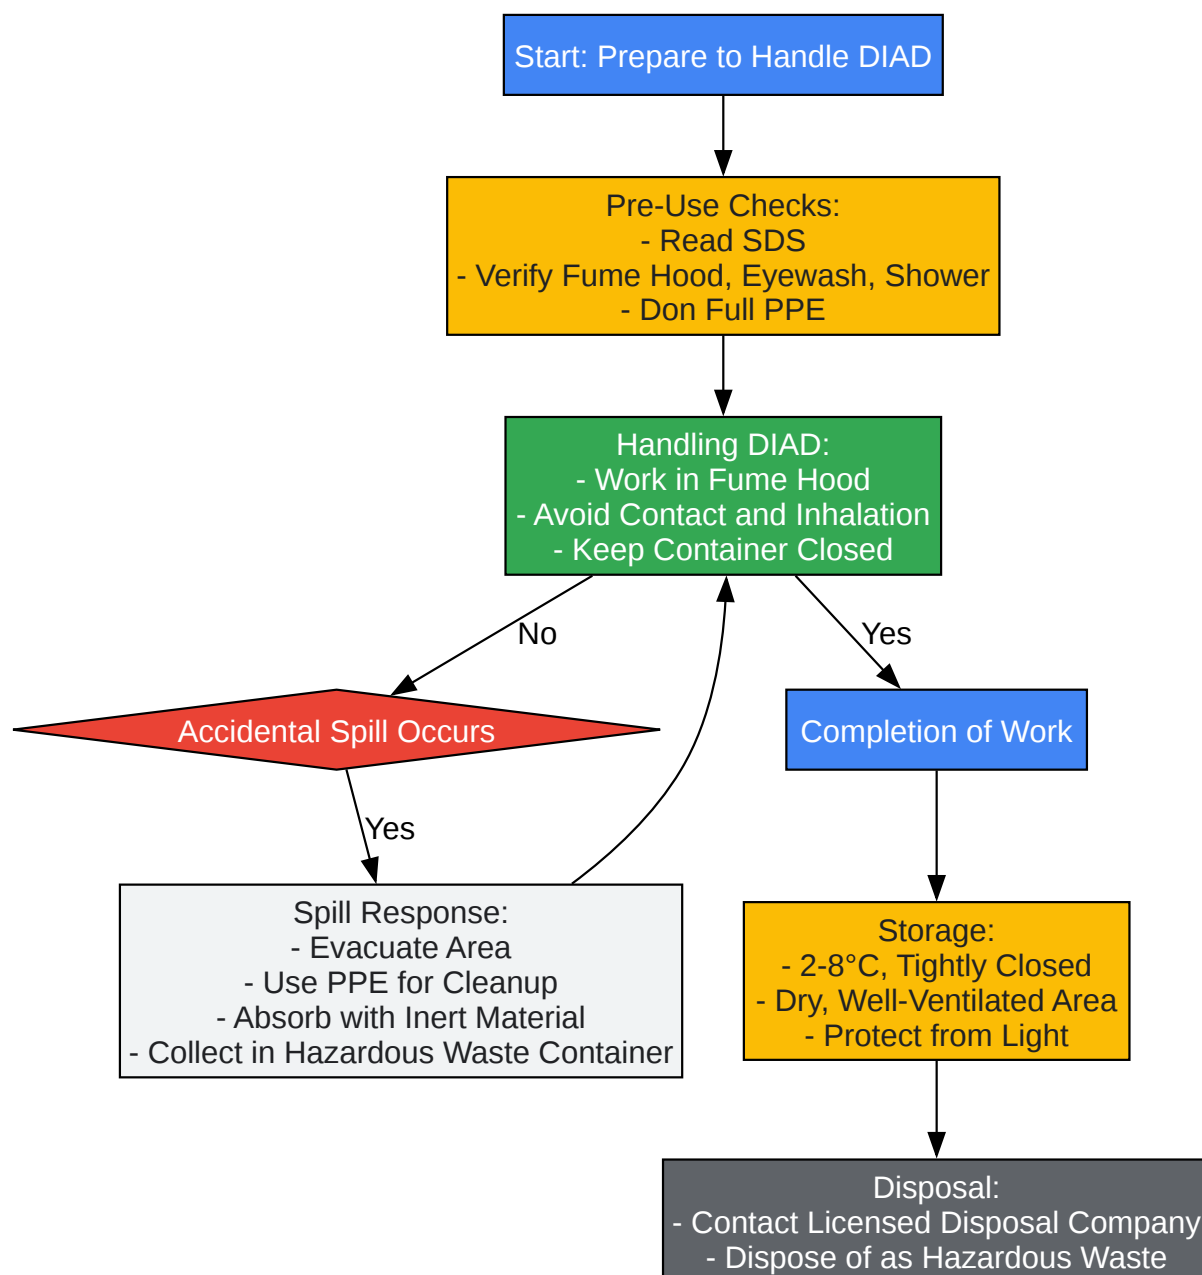 Start: Prepare to Handle DIAD
Pre-Use Checks:
- Read SDS
- Verify Fume Hood, Eyewash, Shower
- Don Full PPE
Handling DIAD:
- Work in Fume Hood
- Avoid Contact and Inhalation
- Keep Container Closed
No
Yes
Accidental Spill Occurs
Completion of Work
Yes
Spill Response:
- Evacuate Area
- Use PPE for Cleanup
- Absorb with Inert Material
- Collect in Hazardous Waste Container
Storage:
- 2-8°C, Tightly Closed
- Dry, Well-Ventilated Area
- Protect from Light
Disposal:
- Contact Licensed Disposal Company
- Dispose of as Hazardous Waste